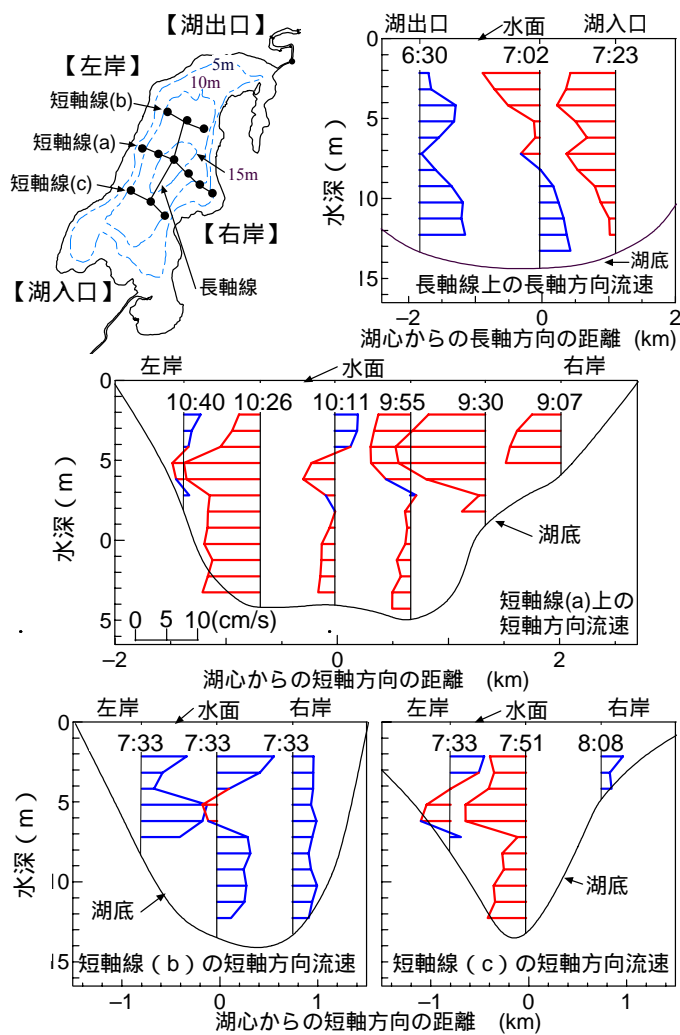 【湖出口】
【左岸】
5m
10m
短軸線(b)
短軸線(a)
15m
短軸線(c)
【右岸】
【湖入口】
長軸線
湖出口 水面 湖入口
6:30 7:02 7:23
0
5
10
15
水深(m)
湖底
長軸線上の長軸方向流速
−2 0 2
湖心からの長軸方向の距離 (km)
左岸 水面 右岸
10:40 10:26 10:11 9:55 9:30 9:07
0
5
0
5
水深(m)
湖底
0 5 10(cm/s)
短軸線(a)上の
短軸方向流速
−2 −1 0 1 2
湖心からの短軸方向の距離 (km)
左岸 水面 右岸
7:33 7:33 7:33
0
5
10
15
水深(m)
湖底
短軸線(b)の短軸方向流速
−1 0 1
左岸 水面 右岸
7:33 7:51 8:08
湖底
短軸線(c)の短軸方向流速
−1 0 1
湖心からの短軸方向の距離 (km)